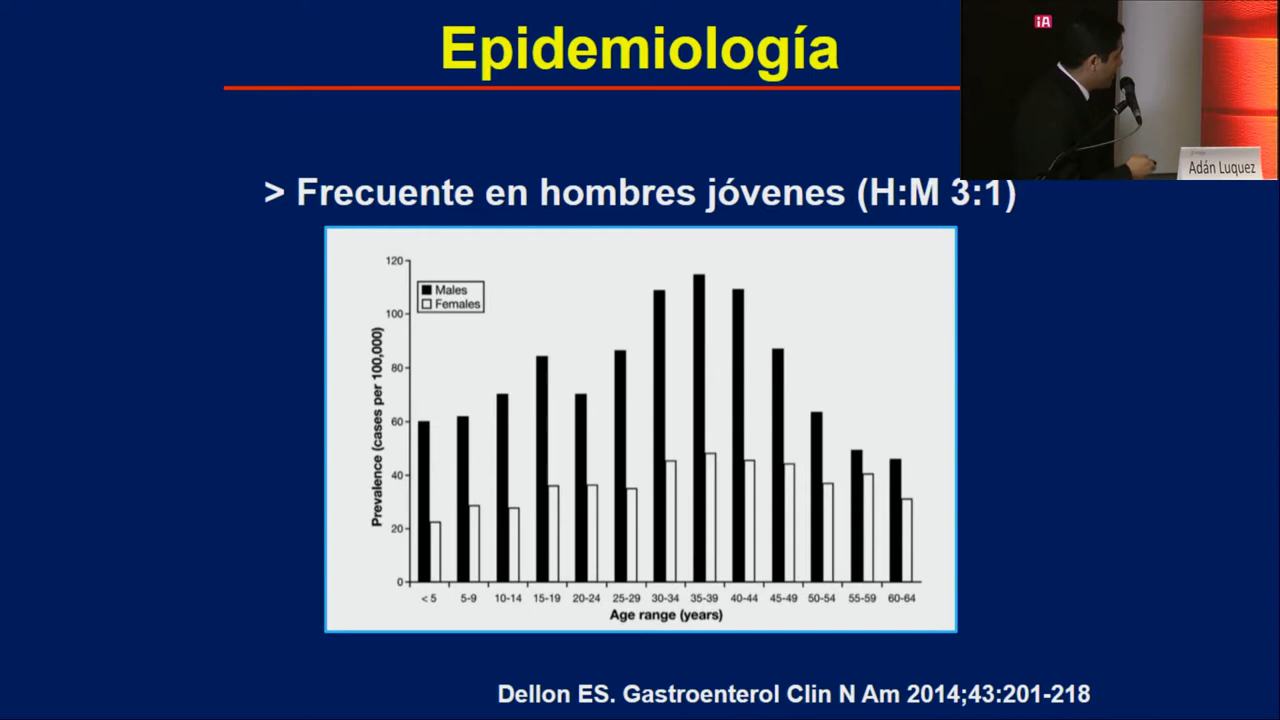 Epidemiología
iA
Adán Luquez
> Frecuente en hombres jóvenes (H:M 3:1)
120
100
80
60
40
20
0
Males
Females
Prevalence (cases per 100,000)
< 5 5-9 10-14 15-19 20-24 25-29 30-34 35-39 40-44 45-49 50-54 55-59 60-64
Age range (years)
Dellon ES. Gastroenterol Clin N Am 2014;43:201-218